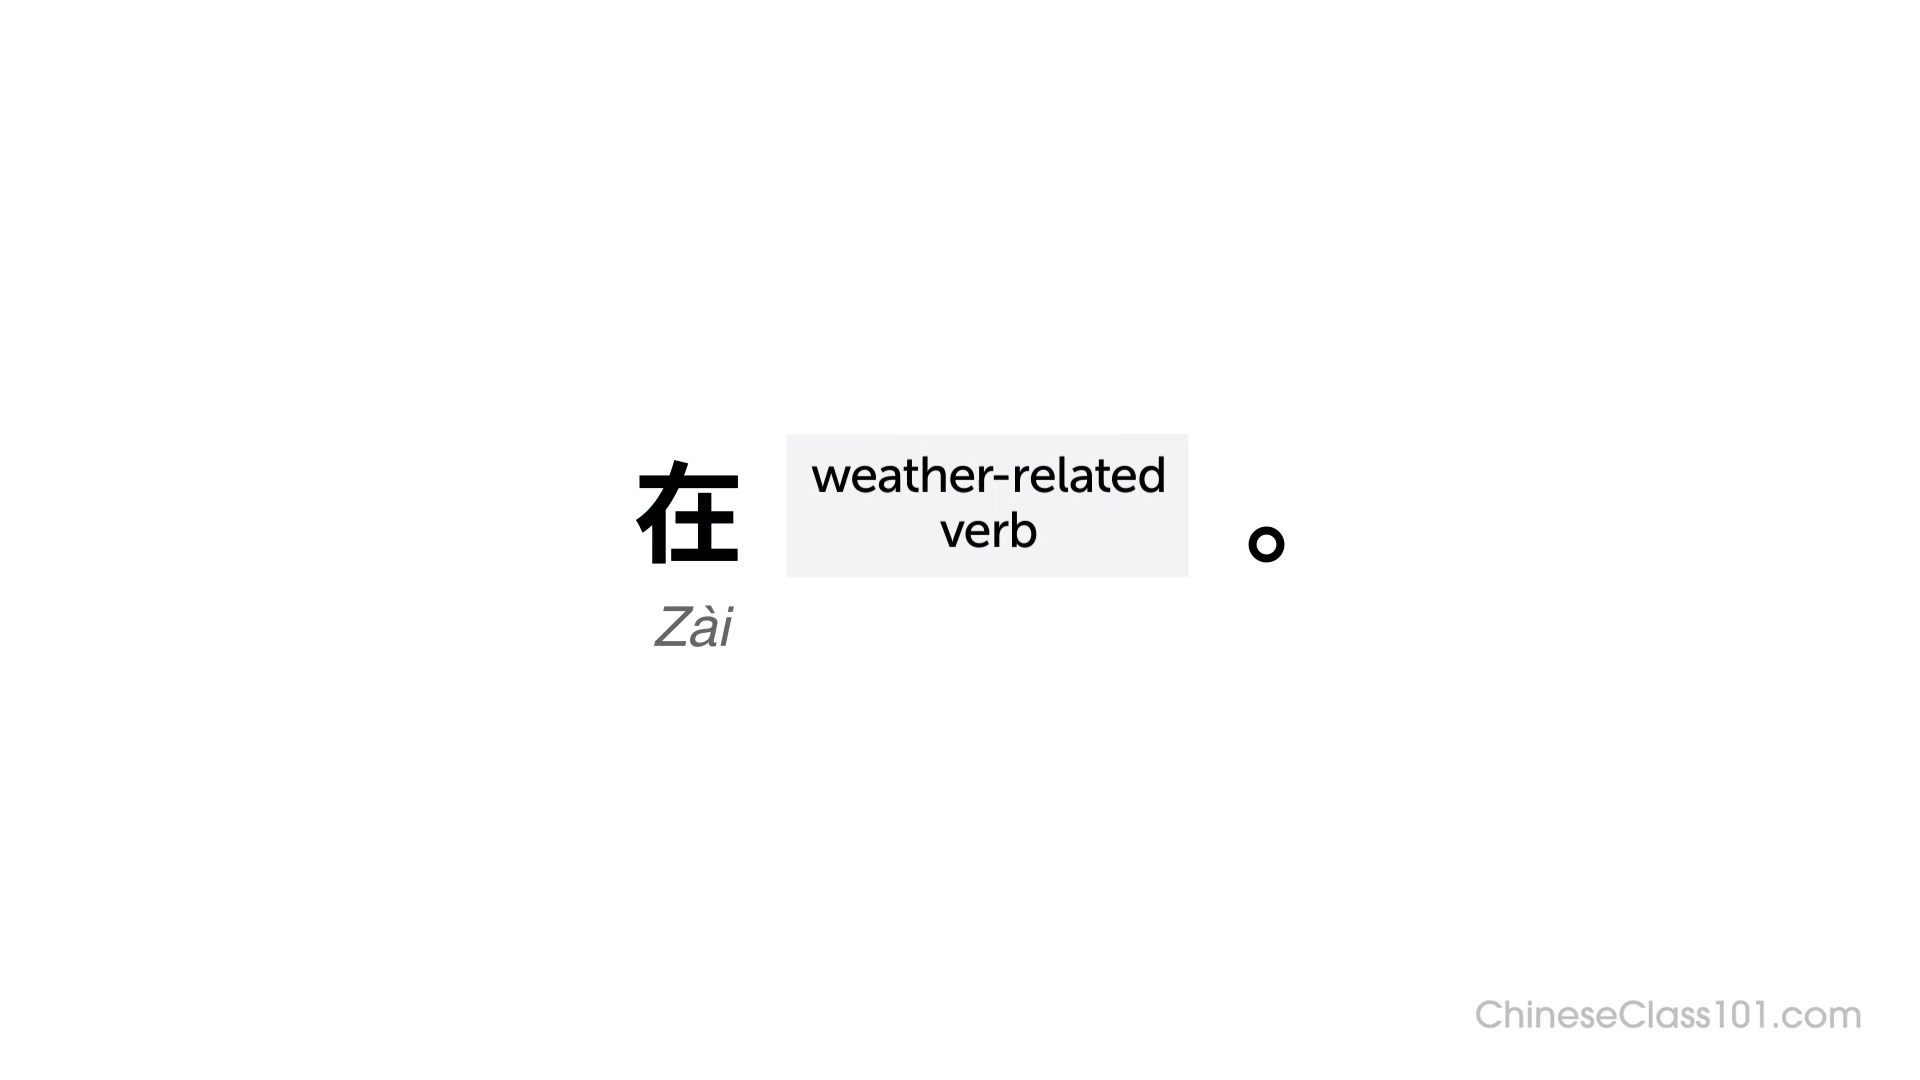 在 weather-related verb 。
Zài
ChineseClass101.com